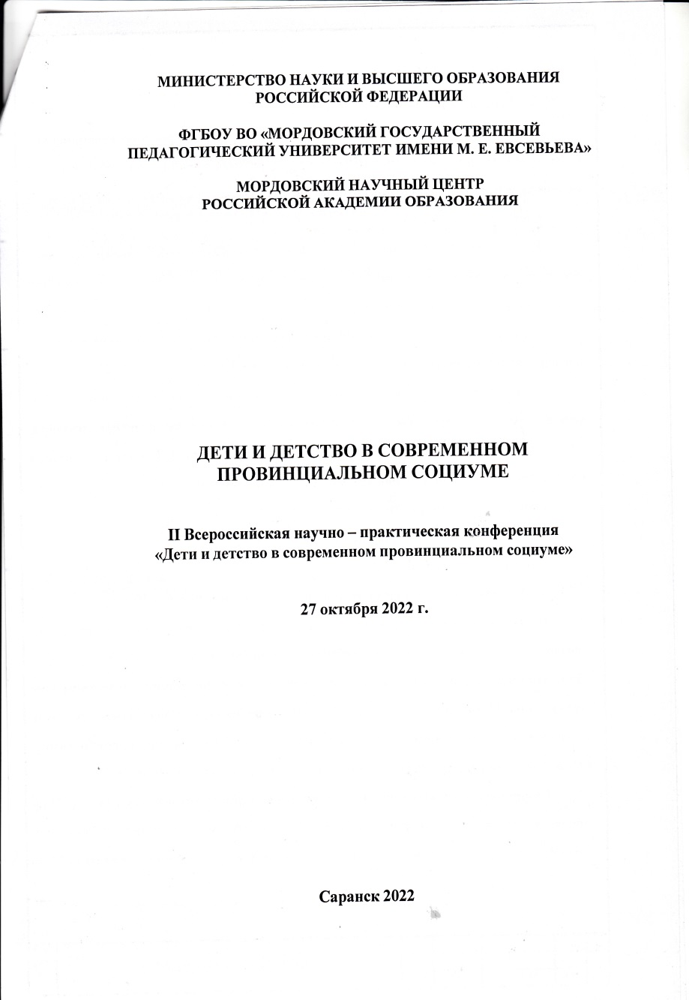 МИНИСТЕРСТВО НАУКИ И ВЫСШЕГО ОБРАЗОВАНИЯ
РОССИЙСКОЙ ФЕДЕРАЦИИ
ФГБОУ ВО «МОРДОВСКИЙ ГОСУДАРСТВЕННЫЙ
ПЕДАГОГИЧЕСКИЙ УНИВЕРСИТЕТ ИМЕНИ М. Е. ЕВСЕВЬЕВА»
МОРДОВСКИЙ НАУЧНЫЙ ЦЕНТР
РОССИЙСКОЙ АКАДЕМИИ ОБРАЗОВАНИЯ
ДЕТИ И ДЕТСТВО В СОВРЕМЕННОМ
ПРОВИНЦИАЛЬНОМ СОЦИУМЕ
II Всероссийская научно – практическая конференция
«Дети и детство в современном провинциальном социуме»
27 октября 2022 г.
Саранск 2022